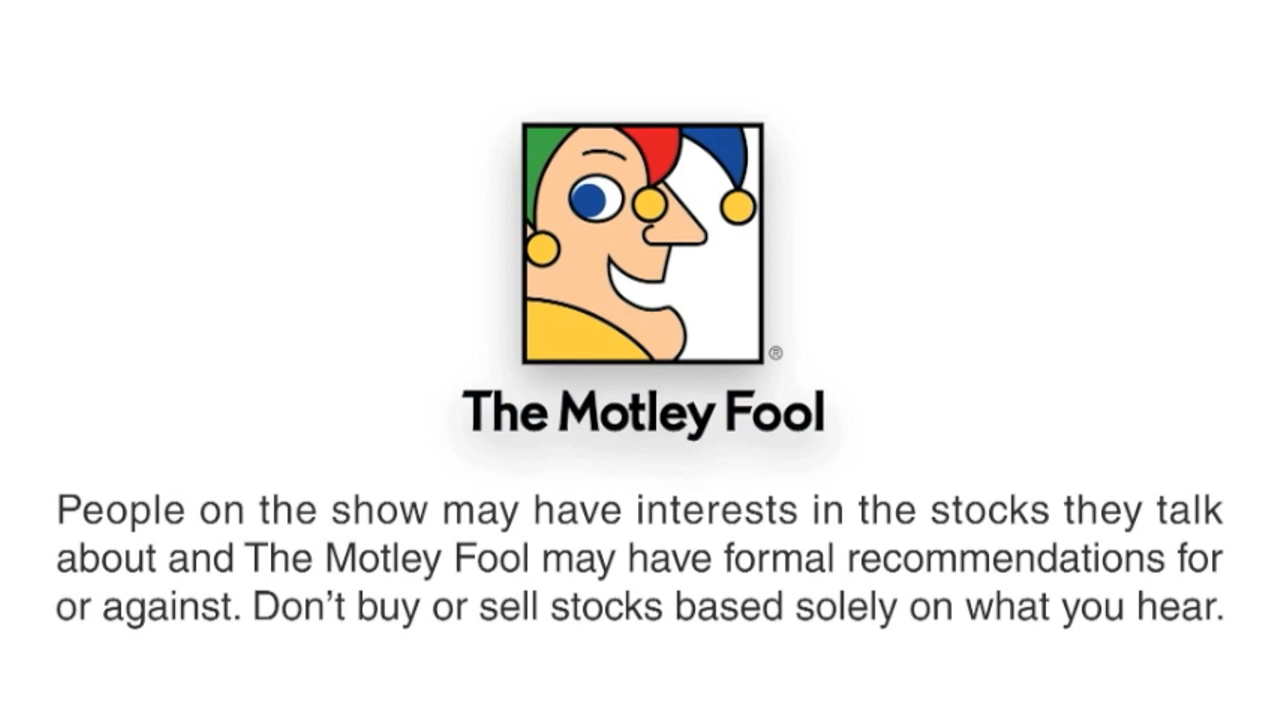 ®
The Motley Fool
People on the show may have interests in the stocks they talk
about and The Motley Fool may have formal recommendations for
or against. Don’t buy or sell stocks based solely on what you hear.